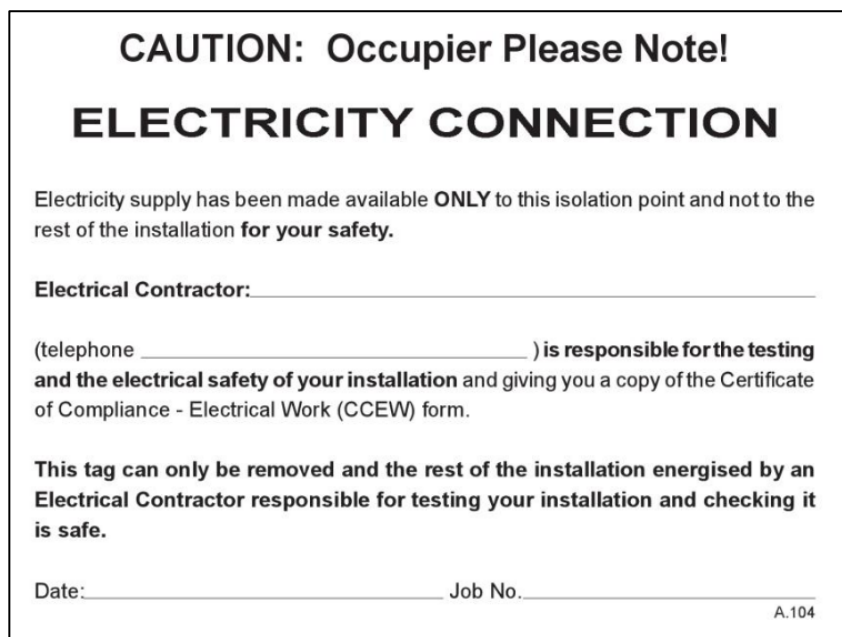 CAUTION: Occupier Please Note!
ELECTRICITY CONNECTION
Electricity supply has been made available ONLY to this isolation point and not to the
rest of the installation for your safety.
Electrical Contractor:
(telephone ) is responsible for the testing
and the electrical safety of your installation and giving you a copy of the Certificate
of Compliance - Electrical Work (CCEW) form.
This tag can only be removed and the rest of the installation energised by an
Electrical Contractor responsible for testing your installation and checking it
is safe.
Date: Job No.
A.104